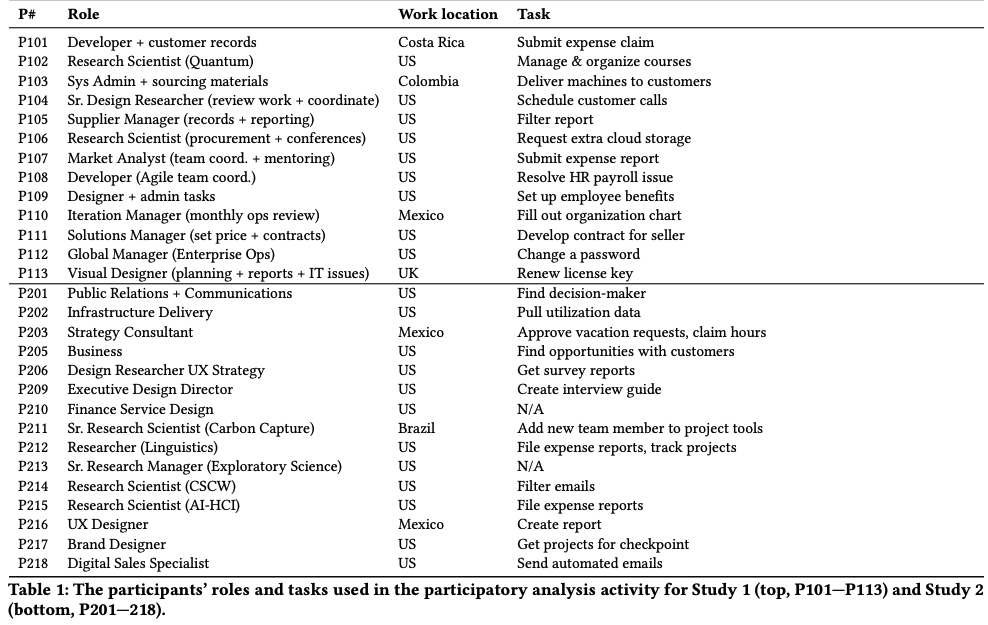 P# Role Work location Task
P101 Developer + customer records Costa Rica Submit expense claim
P102 Research Scientist (Quantum) US Manage & organize courses
P103 Sys Admin + sourcing materials Colombia Deliver machines to customers
P104 Sr. Design Researcher (review work + coordinate) US Schedule customer calls
P105 Supplier Manager (records + reporting) US Filter report
P106 Research Scientist (procurement + conferences) US Request extra cloud storage
P107 Market Analyst (team coord. + mentoring) US Submit expense report
P108 Developer (Agile team coord.) US Resolve HR payroll issue
P109 Designer + admin tasks US Set up employee benefits
P110 Iteration Manager (monthly ops review) Mexico Fill out organization chart
P111 Solutions Manager (set price + contracts) US Develop contract for seller
P112 Global Manager (Enterprise Ops) US Change a password
P113 Visual Designer (planning + reports + IT issues) UK Renew license key
P201 Public Relations + Communications US Find decision-maker
P202 Infrastructure Delivery US Pull utilization data
P203 Strategy Consultant Mexico Approve vacation requests, claim hours
P205 Business US Find opportunities with customers
P206 Design Researcher UX Strategy US Get survey reports
P209 Executive Design Director US Create interview guide
P210 Finance Service Design US N/A
P211 Sr. Research Scientist (Carbon Capture) Brazil Add new team member to project tools
P212 Researcher (Linguistics) US File expense reports, track projects
P213 Sr. Research Manager (Exploratory Science) US N/A
P214 Research Scientist (CSCW) US Filter emails
P215 Research Scientist (AI-HCI) US File expense reports
P216 UX Designer Mexico Create report
P217 Brand Designer US Get projects for checkpoint
P218 Digital Sales Specialist US Send automated emails
Table 1: The participants' roles and tasks used in the participatory analysis activity for Study 1 (top, P101—P113) and Study 2
(bottom, P201—218).